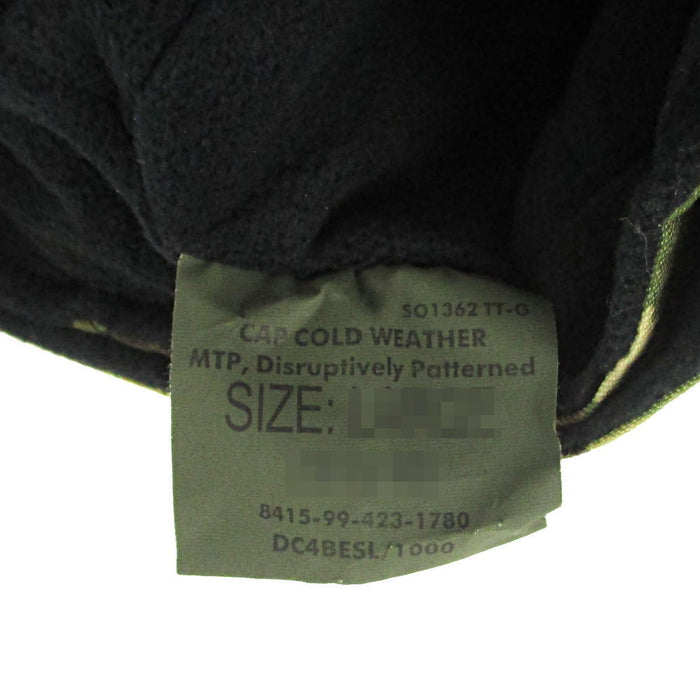 SO1362 TT-G
CAP COLD WEATHER
MTP, Disruptively Patterned
SIZE:
8415-99-423-1780
DC4BESL/1000